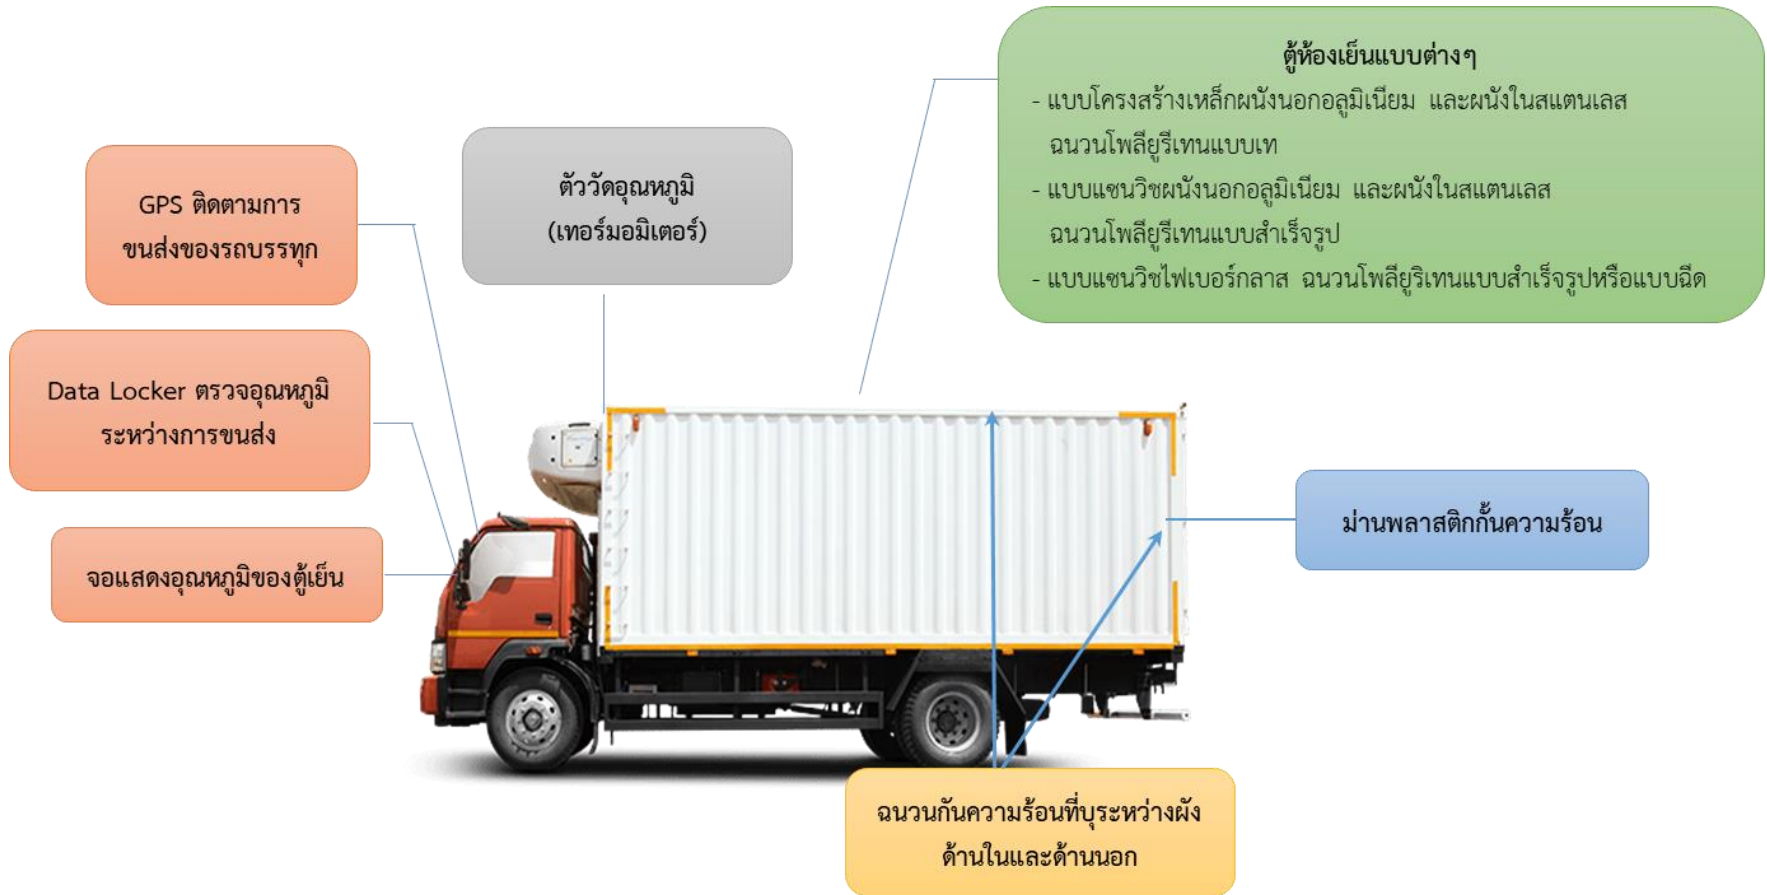 ตู้ห้องเย็นแบบต่างๆ
- แบบโครงสร้างเหล็กผนังนอกอลูมิเนียม และผนังในสแตนเลส
ฉนวนโพลียูรีเทนแบบเท
- แบบแซนวิชผนังนอกอลูมิเนียม และผนังในสแตนเลส
ฉนวนโพลียูรีเทนแบบสำเร็จรูป
- แบบแซนวิชไฟเบอร์กลาส ฉนวนโพลียูริเทนแบบสำเร็จรูปหรือแบบฉีด
ตัววัดอุณหภูมิ
(เทอร์มอมิเตอร์)
GPS ติดตามการ
ขนส่งของรถบรรทุก
Data Locker ตรวจอุณหภูมิ
ระหว่างการขนส่ง
จอแสดงอุณหภูมิของตู้เย็น
ม่านพลาสติกกั้นความร้อน
ฉนวนกันความร้อนที่บุระหว่างผัง
ด้านในและด้านนอก